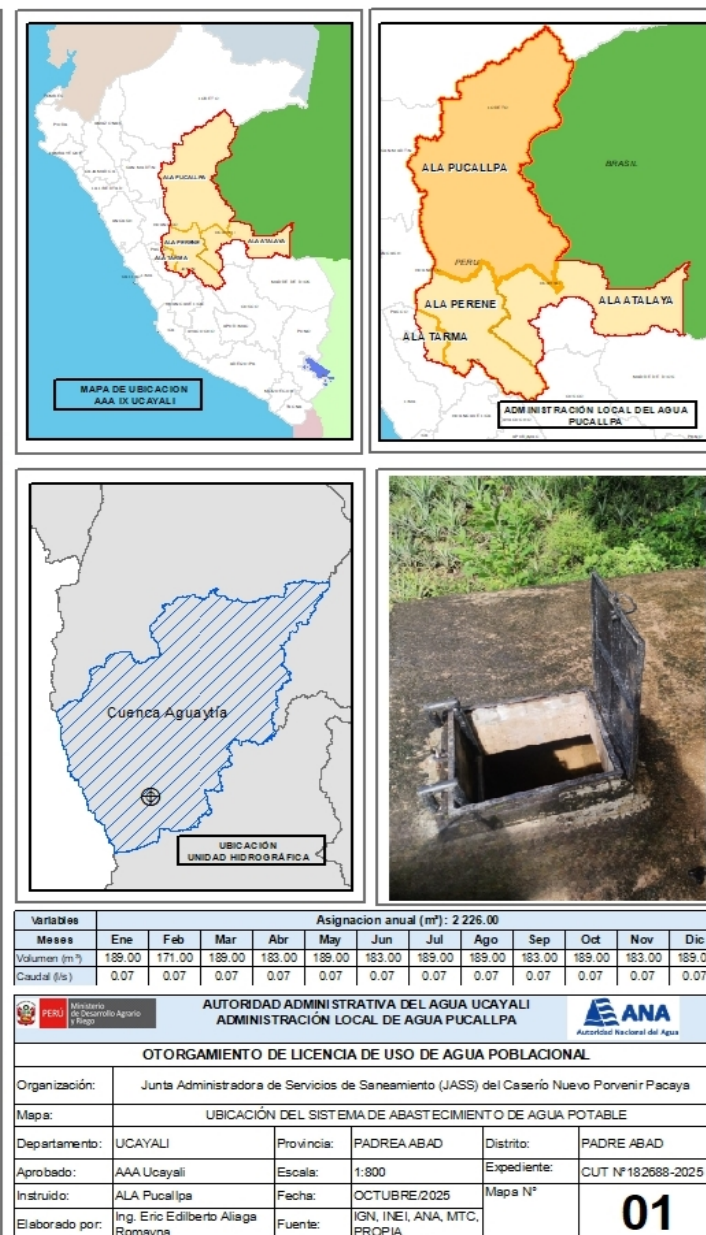 ALA PUCALLPA
ALA PERENE
ALA ATALAYA
ALA TARMA
MAPA DE UBICACION
AAA IX UCAYALI
ALA PUCALLPA
BRASIL
PERU
ALA PERENE
ALA ATALAYA
ALA TARMA
ADMINISTRACIÓN LOCAL DEL AGUA
PUCALLPA
Cuenca Aguaytía
UBICACIÓN
UNIDAD HIDROGRÁFICA
Variables Asignacion anual (m³): 2 226.00
Meses Ene Feb Mar Abr May Jun Jul Ago Sep Oct Nov Dic
Volumen (m³) 189.00 171.00 189.00 183.00 189.00 183.00 189.00 189.00 183.00 189.00 183.00 189.0
Caudal (l/s) 0.07 0.07 0.07 0.07 0.07 0.07 0.07 0.07 0.07 0.07 0.07 0.07
PERÚ Ministerio de Desarrollo Agrario y Riego
AUTORIDAD ADMINISTRATIVA DEL AGUA UCAYALI
ADMINISTRACIÓN LOCAL DE AGUA PUCALLPA
ANA
Autoridad Nacional del Agua
OTORGAMIENTO DE LICENCIA DE USO DE AGUA POBLACIONAL
Organización: Junta Administradora de Servicios de Saneamiento (JASS) del Caserío Nuevo Porvenir Pacaya
Mapa: UBICACIÓN DEL SISTEMA DE ABASTECIMIENTO DE AGUA POTABLE
Departamento: UCAYALI Provincia: PADRE ABAD Distrito: PADRE ABAD
Aprobado: AAA Ucayali Escala: 1:800 Expediente: CUT N° 182688-2025
Instruido: ALA Pucallpa Fecha: OCTUBRE/2025 Mapa N° 01
Elaborado por: Ing. Eric Edilberto Aliaga Romayna Fuente: IGN, INEI, ANA, MTC, PROPIA